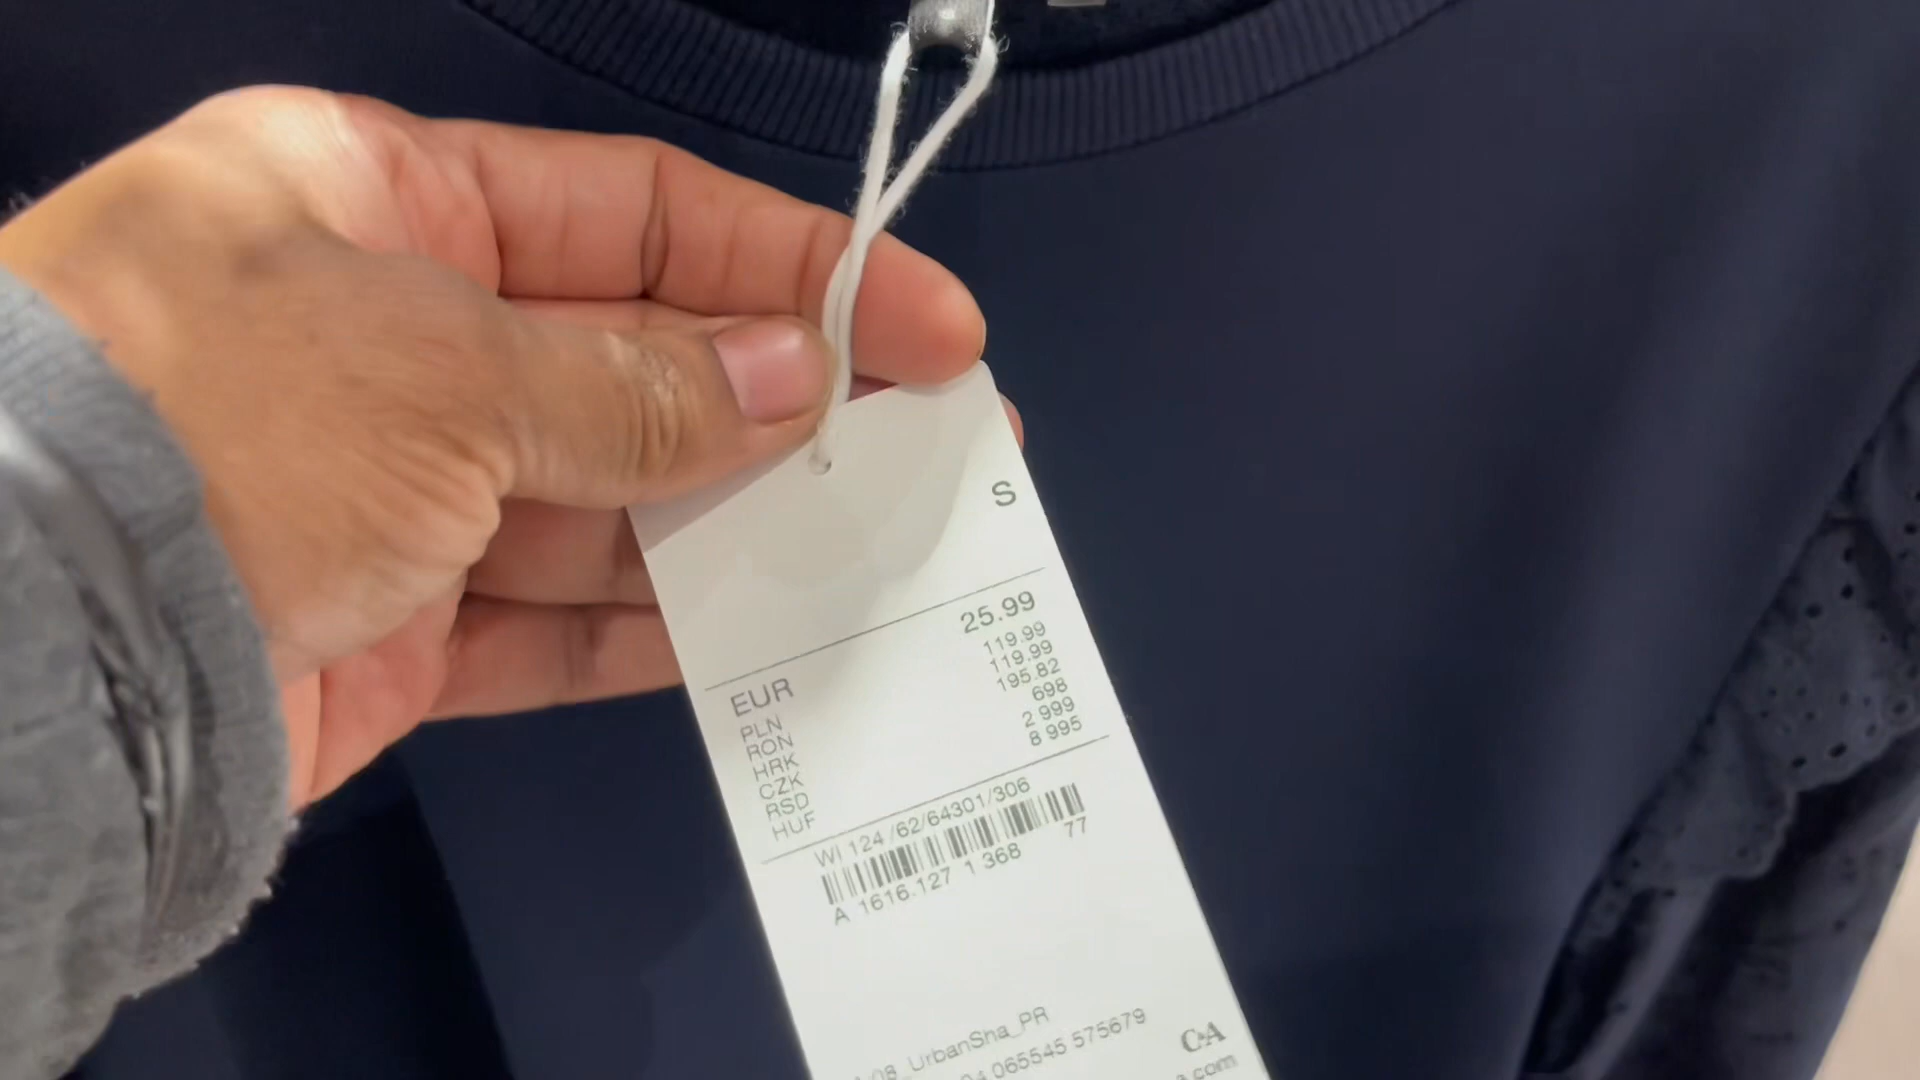 S
EUR 25.99
PLN 119.99
RON 119.99
HRK 195.82
CZK 698
RSD 2 999
HUF 8 995
WI 124 /62/64301/306
A 1616.127 1 368 77
UrbanSha_PR
065545 575679
C&A
.com